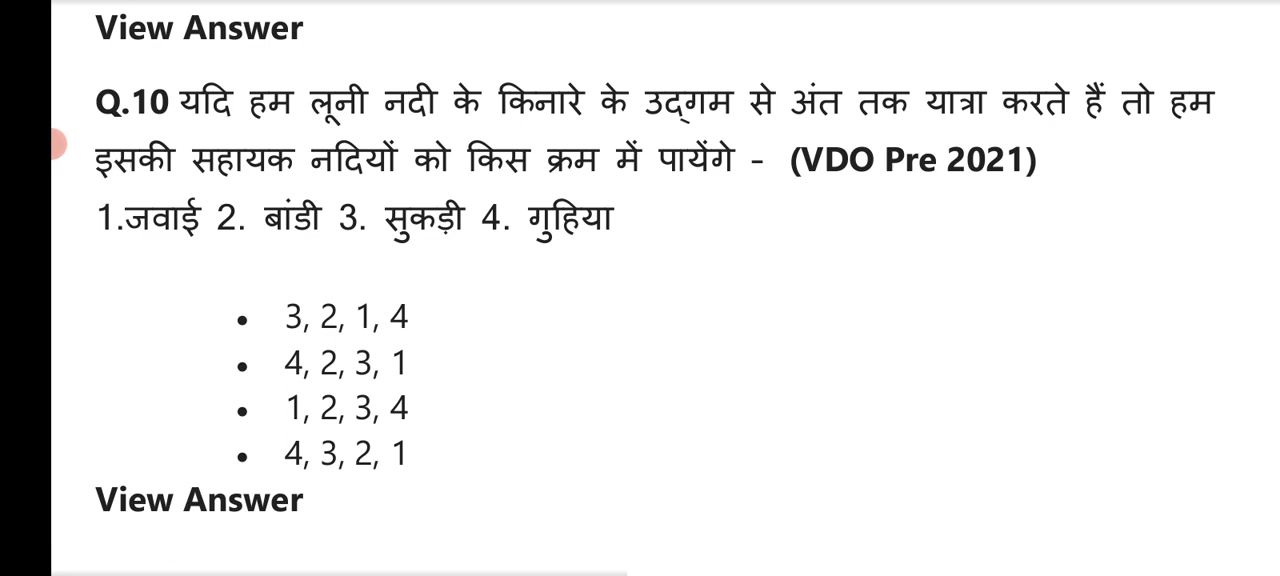 View Answer
Q.10 यदि हम लूनी नदी के किनारे के उद्गम से अंत तक यात्रा करते हैं तो हम
इसकी सहायक नदियों को किस क्रम में पायेंगे - (VDO Pre 2021)
1.जवाई 2. बांडी 3. सुकड़ी 4. गुहिया
• 3, 2, 1, 4
• 4, 2, 3, 1
• 1, 2, 3, 4
• 4, 3, 2, 1
View Answer